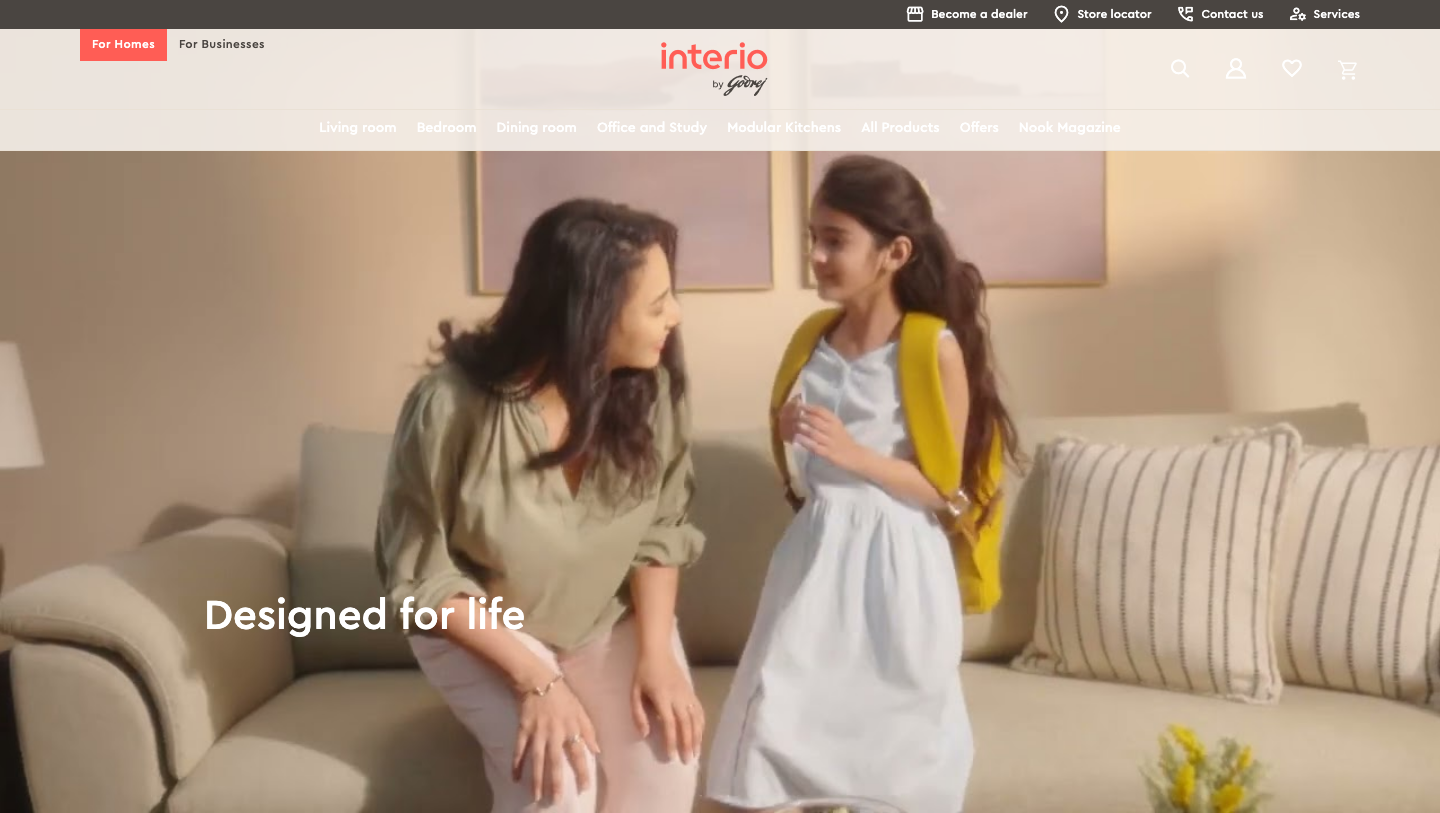 Become a dealer
Store locator
Contact us
Services
For Homes
For Businesses
interio
by Godrej
Living room
Bedroom
Dining room
Office and Study
Modular Kitchens
All Products
Offers
Nook Magazine
Designed for life